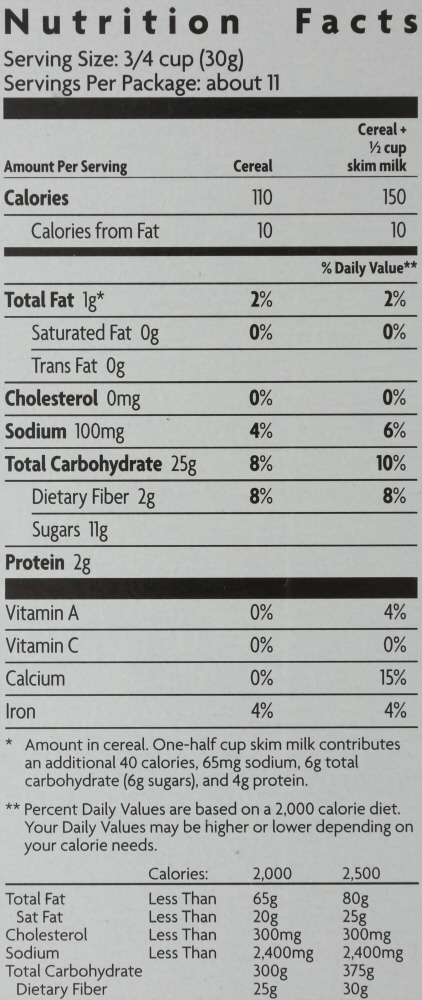 Nutrition Facts
Serving Size: 3/4 cup (30g)
Servings Per Package: about 11
Cereal +
½ cup
Amount Per Serving Cereal skim milk
Calories 110 150
Calories from Fat 10 10
% Daily Value**
Total Fat 1g* 2% 2%
Saturated Fat 0g 0% 0%
Trans Fat 0g
Cholesterol 0mg 0% 0%
Sodium 100mg 4% 6%
Total Carbohydrate 25g 8% 10%
Dietary Fiber 2g 8% 8%
Sugars 11g
Protein 2g
Vitamin A 0% 4%
Vitamin C 0% 0%
Calcium 0% 15%
Iron 4% 4%
* Amount in cereal. One-half cup skim milk contributes
an additional 40 calories, 65mg sodium, 6g total
carbohydrate (6g sugars), and 4g protein.
** Percent Daily Values are based on a 2,000 calorie diet.
Your Daily Values may be higher or lower depending on
your calorie needs.
Calories: 2,000 2,500
Total Fat Less Than 65g 80g
Sat Fat Less Than 20g 25g
Cholesterol Less Than 300mg 300mg
Sodium Less Than 2,400mg 2,400mg
Total Carbohydrate 300g 375g
Dietary Fiber 25g 30g